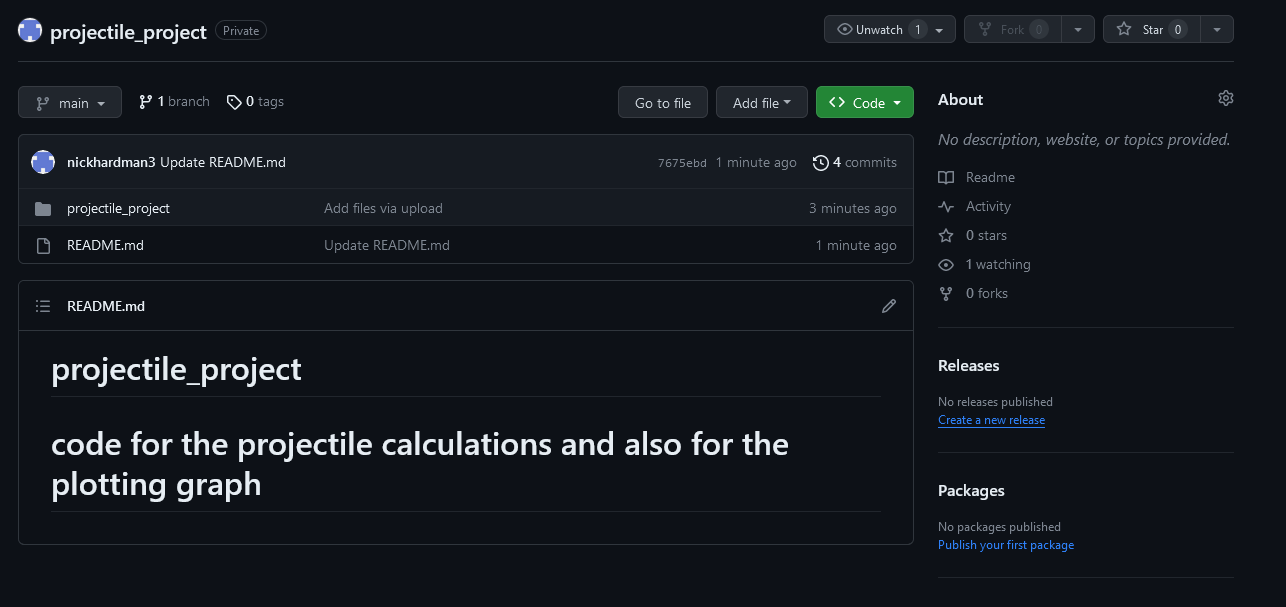 projectile_project Private
Unwatch 1
Fork 0
Star 0
main
1 branch
0 tags
Go to file
Add file
Code
nickhardman3 Update README.md
7675ebd 1 minute ago 4 commits
projectile_project Add files via upload 3 minutes ago
README.md Update README.md 1 minute ago
README.md
projectile_project
code for the projectile calculations and also for the
plotting graph
About
No description, website, or topics provided.
Readme
Activity
0 stars
1 watching
0 forks
Releases
No releases published
Create a new release
Packages
No packages published
Publish your first package